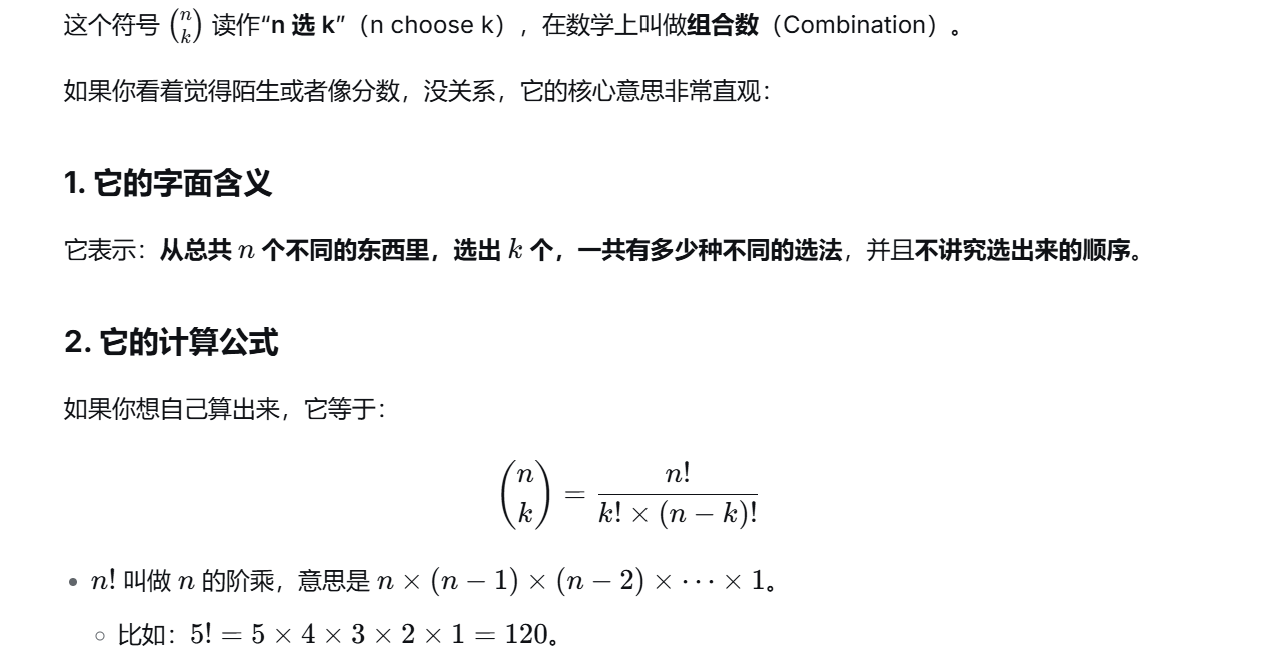 这个符号 $\binom{n}{k}$ 读作“n 选 k”（n choose k），在数学上叫做组合数（Combination）。
如果你看着觉得陌生或者像分数，没关系，它的核心意思非常直观：
1. 它的字面含义
它表示：从总共 $n$ 个不同的东西里，选出 $k$ 个，一共有多少种不同的选法，并且不讲究选出来的顺序。
2. 它的计算公式
如果你想自己算出来，它等于：
$\binom{n}{k} = \frac{n!}{k! \times (n-k)!}$
• $n!$ 叫做 $n$ 的阶乘，意思是 $n \times (n-1) \times (n-2) \times \cdots \times 1$。
◦ 比如：$5! = 5 \times 4 \times 3 \times 2 \times 1 = 120$。